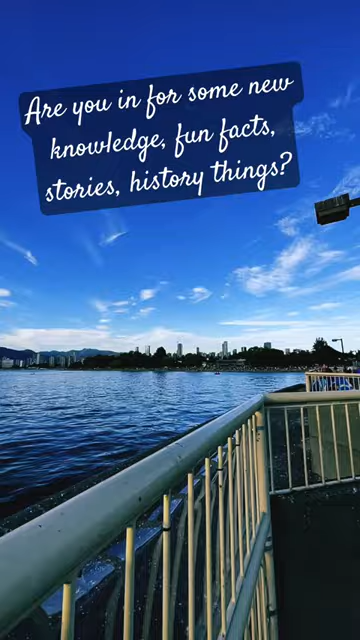 Are you in for some new
knowledge, fun facts,
stories, history things?